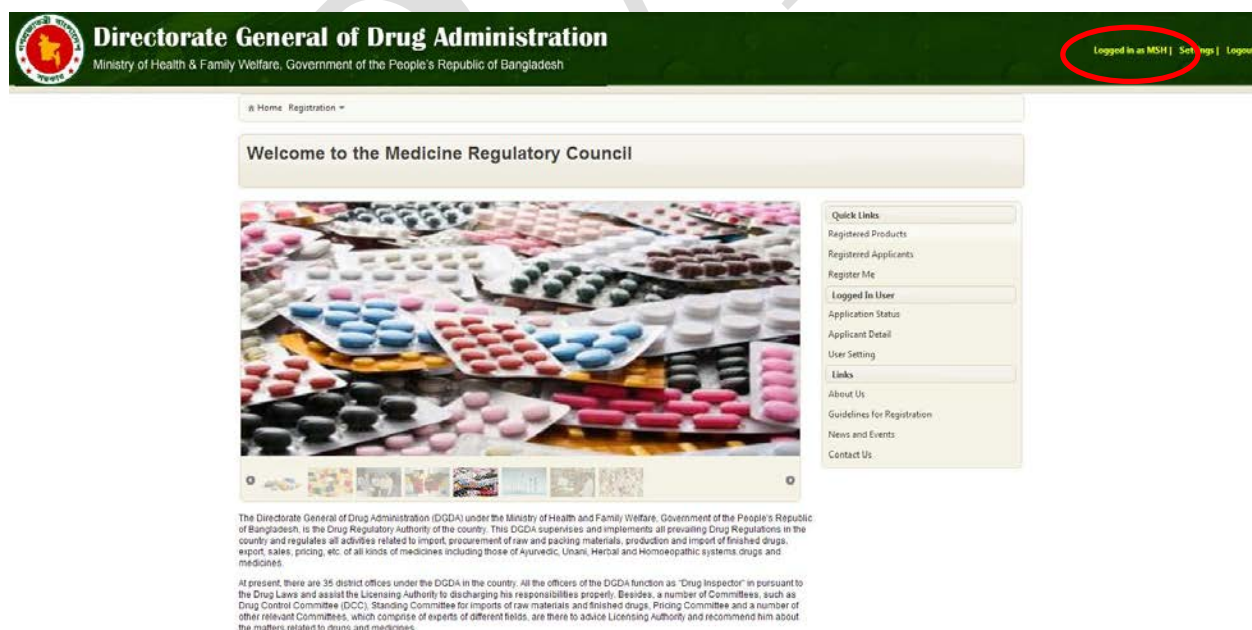 Directorate General of Drug Administration
Ministry of Health & Family Welfare, Government of the People's Republic of Bangladesh
Logged in as MSH | Settings | Logout
Home Registration
Welcome to the Medicine Regulatory Council
Quick Links
Registered Products
Registered Applicants
Register Me
Logged In User
Application Status
Applicant Detail
User Setting
Links
About Us
Guidelines for Registration
News and Events
Contact Us
The Directorate General of Drug Administration (DGDA) under the Ministry of Health and Family Welfare, Government of the People's Republic
of Bangladesh, is the Drug Regulatory Authority of the country. This DGDA supervises and implements all prevailing Drug Regulations in the
country and regulates all activities related to import, procurement of raw and packing materials, production and import of finished drugs,
export, sales, pricing, etc. of all kinds of medicines including those of Ayurvedic, Unani, Herbal and Homoeopathic systems drugs and
medicines.
At present, there are 35 district offices under the DGDA in the country. All the officers of the DGDA function as "Drug Inspector" in pursuant to
the Drug Laws and assist the Licensing Authority to discharging his responsibilities properly. Besides, a number of Committees, such as
Drug Control Committee (DCC), Standing Committee for imports of raw materials and finished drugs, Pricing Committee and a number of
other relevant Committees, which comprise of experts of different fields, are there to advice Licensing Authority and recommend him about
the matters related to drugs and medicines.